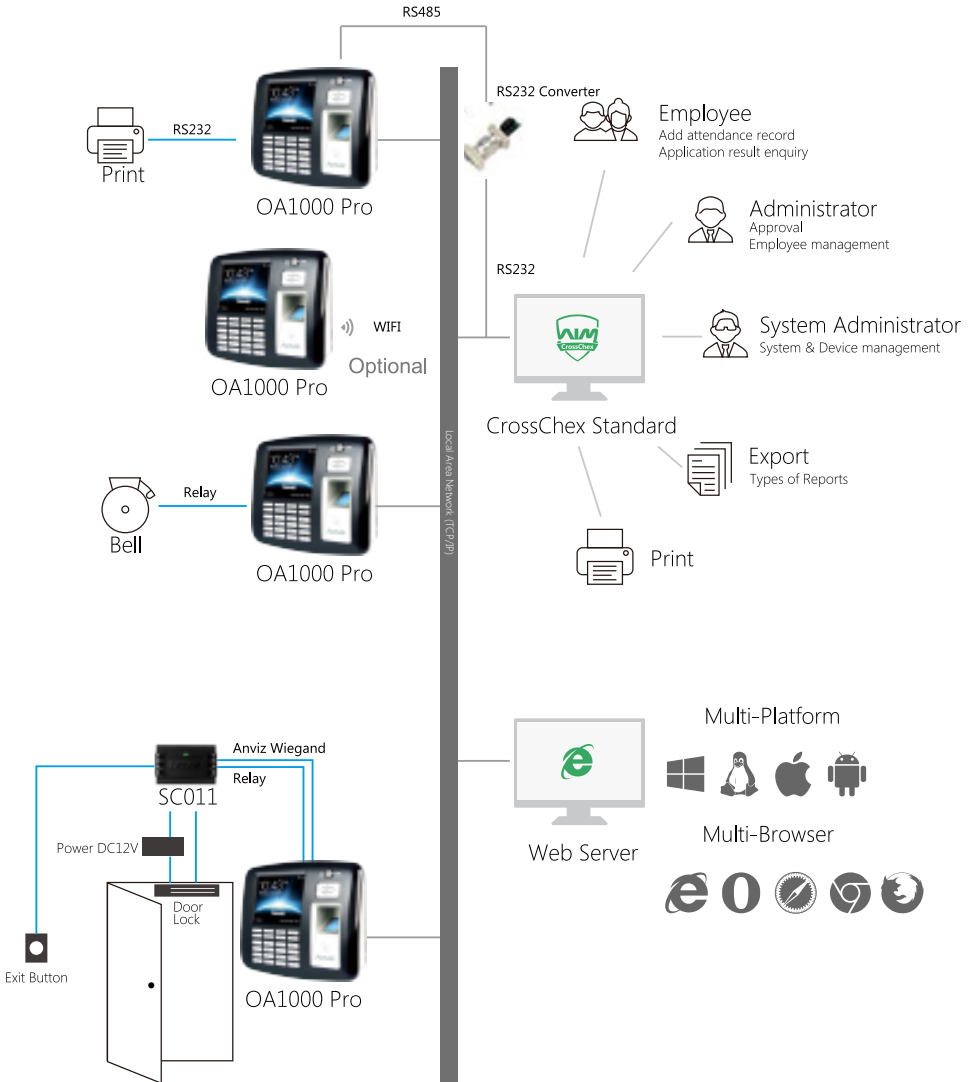 RS485
RS232 Converter
Employee
Add attendance record
Application result enquiry
RS232
Print
OA1000 Pro
Administrator
Approval
Employee management
RS232
WIFI
Optional
OA1000 Pro
AIM
CrossChex
System Administrator
System & Device management
CrossChex Standard
Local Area Network (TCP/IP)
Export
Types of Reports
Relay
Bell
OA1000 Pro
Print
Multi-Platform
Anviz Wiegand
Relay
SC011
Power DC12V
Multi-Browser
Web Server
Door
Lock
Exit Button
OA1000 Pro